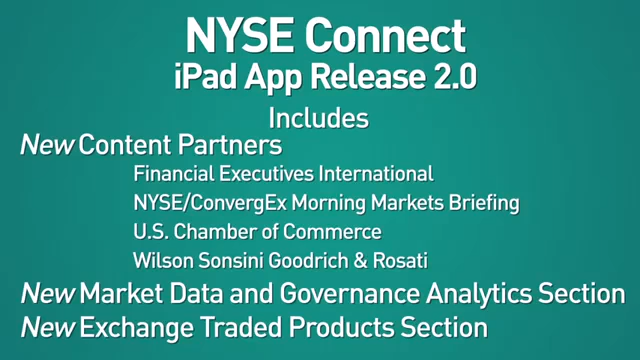 NYSE Connect
iPad App Release 2.0
Includes
New Content Partners
Financial Executives International
NYSE/ConvergEx Morning Markets Briefing
U.S. Chamber of Commerce
Wilson Sonsini Goodrich & Rosati
New Market Data and Governance Analytics Section
New Exchange Traded Products Section